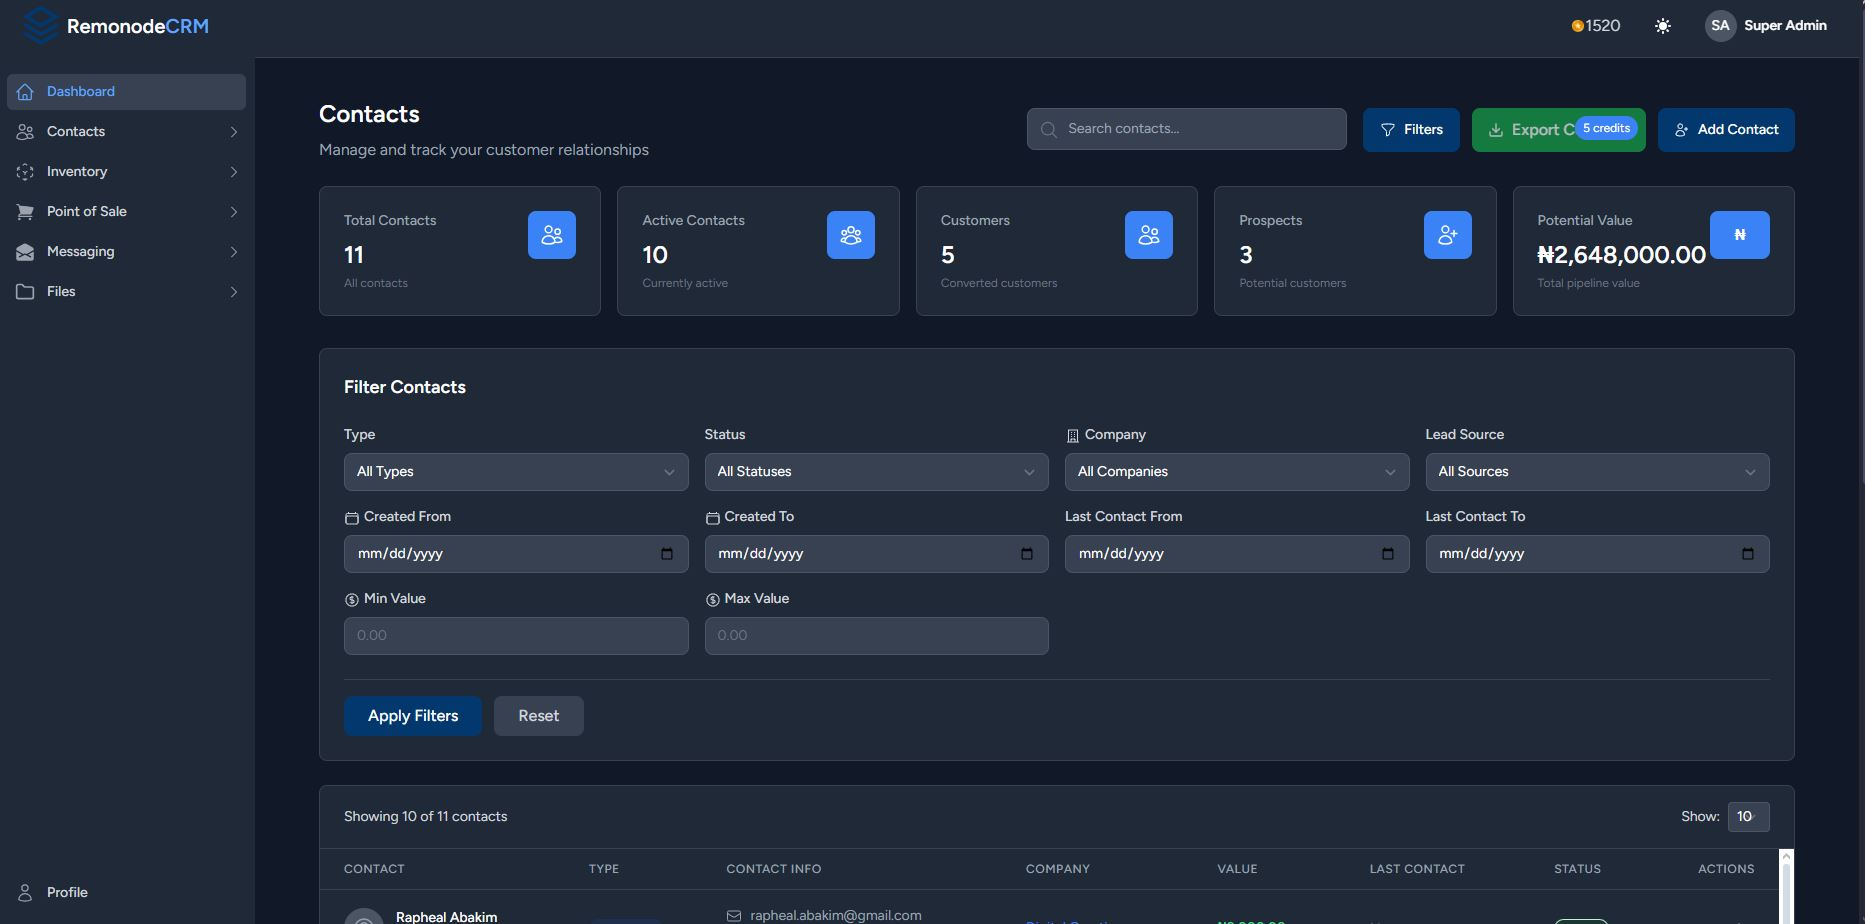 RemonodeCRM
1520
SA Super Admin
Dashboard
Contacts
Inventory
Point of Sale
Messaging
Files
Profile
Contacts
Manage and track your customer relationships
Search contacts...
Filters
Export C
5 credits
Add Contact
Total Contacts
11
All contacts
Active Contacts
10
Currently active
Customers
5
Converted customers
Prospects
3
Potential customers
Potential Value
₦2,648,000.00
Total pipeline value
₦
Filter Contacts
Type
All Types
Status
All Statuses
Company
All Companies
Lead Source
All Sources
Created From
mm/dd/yyyy
Created To
mm/dd/yyyy
Last Contact From
mm/dd/yyyy
Last Contact To
mm/dd/yyyy
Min Value
0.00
Max Value
0.00
Apply Filters
Reset
Showing 10 of 11 contacts
Show: 10
CONTACT TYPE CONTACT INFO COMPANY VALUE LAST CONTACT STATUS ACTIONS
Rapheal Abakim
rapheal.abakim@gmail.com